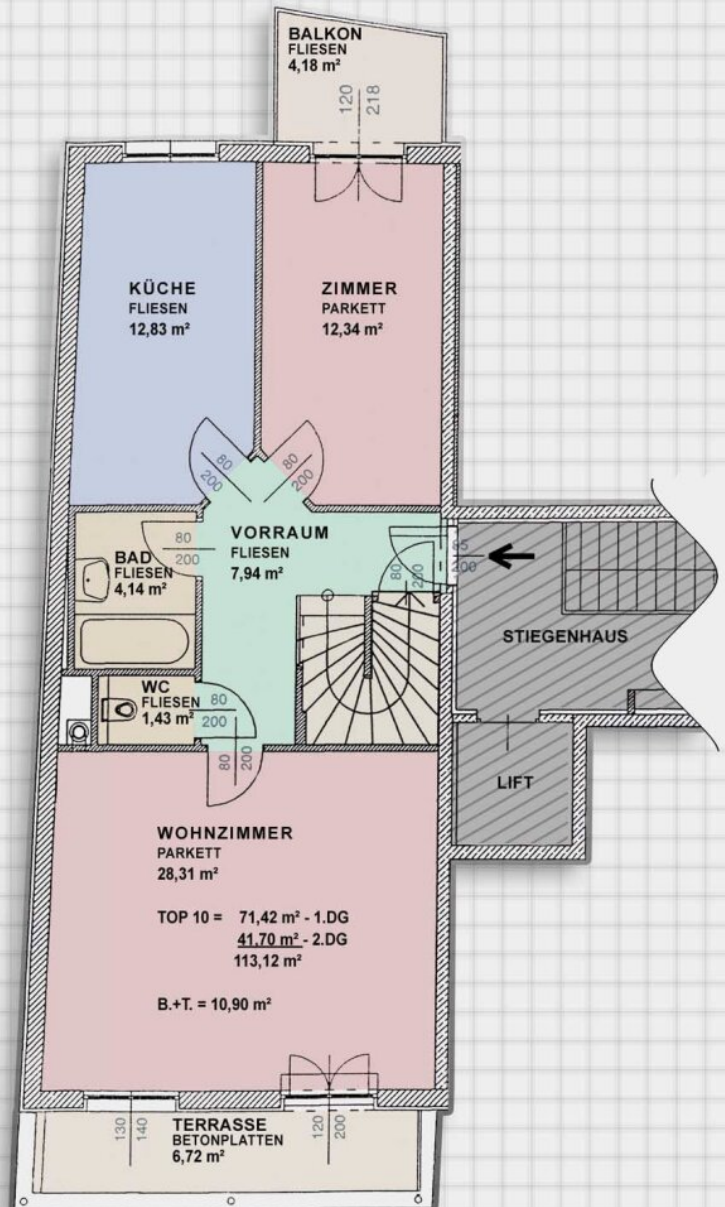 BALKON
FLIESEN
4,18 m²
120
218
KÜCHE
FLIESEN
12,83 m²
ZIMMER
PARKETT
12,34 m²
80
200
80
200
VORRAUM
FLIESEN
7,94 m²
80
200
BAD
FLIESEN
4,14 m²
80
200
85
200
STIEGENHAUS
WC
FLIESEN
1,43 m²
80
200
80
200
LIFT
WOHNZIMMER
PARKETT
28,31 m²
TOP 10 = 71,42 m² - 1.DG
41,70 m² - 2.DG
113,12 m²
B.+T. = 10,90 m²
130
140
TERRASSE
BETONPLATTEN
6,72 m²
120
200